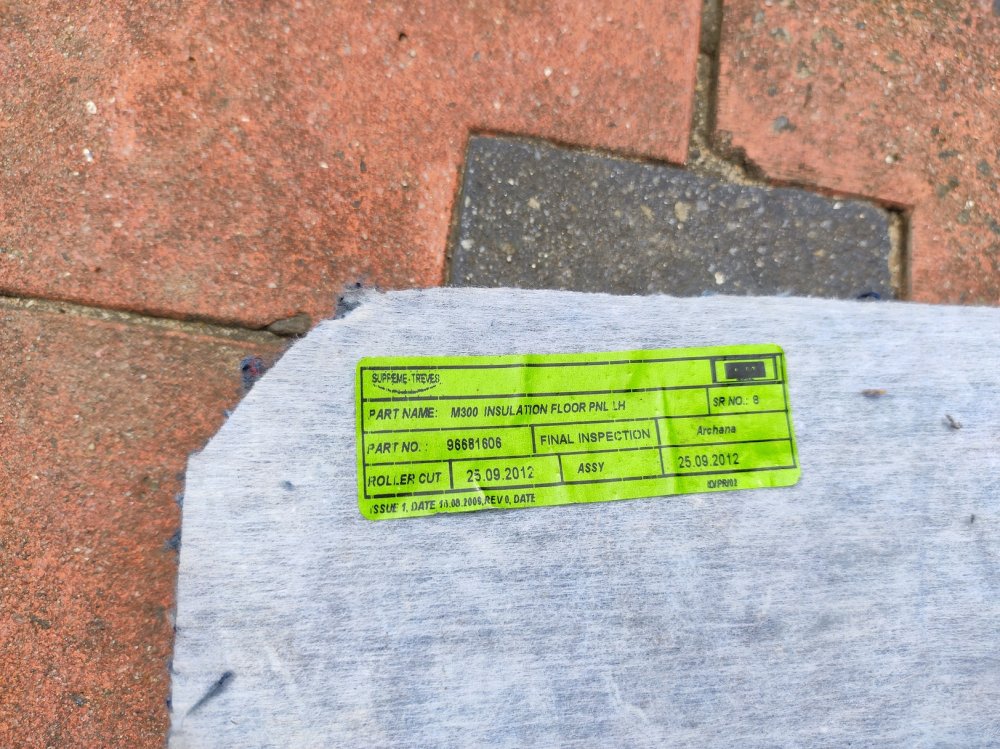 SUPREME-TREVES
PART NAME: M300 INSULATION FLOOR PNL LH
SR NO.: 8
PART NO. : 96681606
FINAL INSPECTION
Archana
ROLLER CUT
25.09.2012
ASSY
25.09.2012
ISSUE 1, DATE 10.08.2009,REV 0, DATE